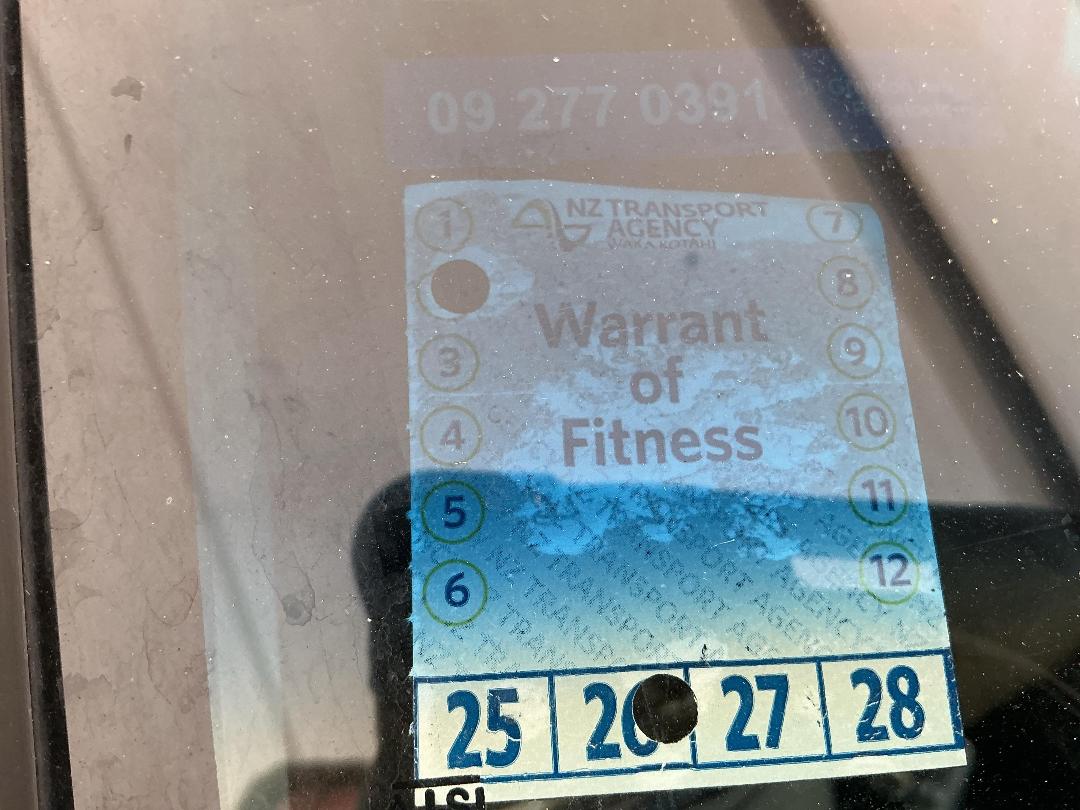 09 277 0391
NZ TRANSPORT
AGENCY
WAKA KOTAHI
1
7
8
Warrant
3
9
of
4
10
Fitness
5
11
6
12
25 26 27 28